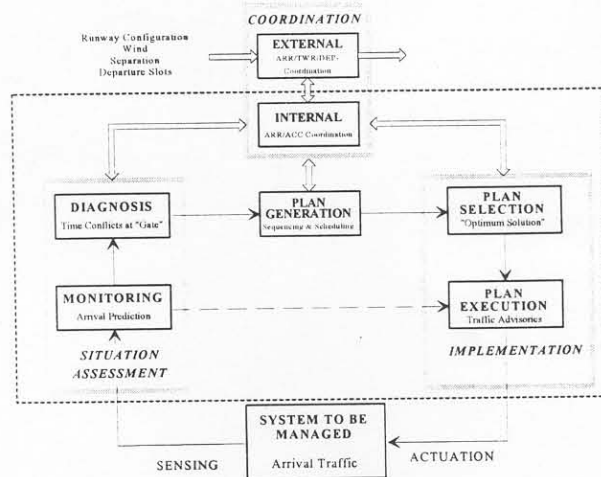 COORDINATION
Runway Configuration
Wind
Separation
Departure Slots
EXTERNAL
ARR/TWR/DEP-
Coordination
INTERNAL
ARR/ACC Coordination
DIAGNOSIS
Time Conflicts at "Gate"
PLAN
GENERATION
Sequencing & Scheduling
PLAN
SELECTION
"Optimum Solution"
MONITORING
Arrival Prediction
PLAN
EXECUTION
Traffic Advisories
SITUATION
ASSESSMENT
IMPLEMENTATION
SYSTEM TO BE
MANAGED
Arrival Traffic
SENSING
ACTUATION